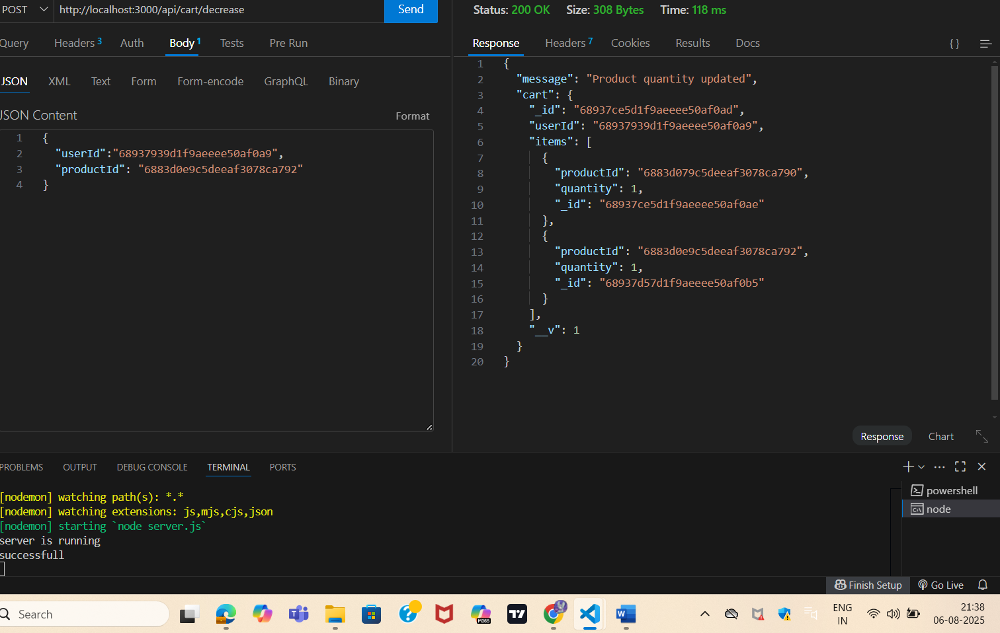 POST http://localhost:3000/api/cart/decrease Send
Query Headers 3 Auth Body 1 Tests Pre Run
JSON XML Text Form Form-encode GraphQL Binary
JSON Content Format
1 {
2 "userId":"68937939d1f9aeeee50af0a9",
3 "productId": "6883d0e9c5deeaf3078ca792"
4 }
Status: 200 OK Size: 308 Bytes Time: 118 ms
Response Headers 7 Cookies Results Docs { }
1 {
2 "message": "Product quantity updated",
3 "cart": {
4 "_id": "68937ce5d1f9aeeee50af0ad",
5 "userId": "68937939d1f9aeeee50af0a9",
6 "items": [
7 {
8 "productId": "6883d079c5deeaf3078ca790",
9 "quantity": 1,
10 "_id": "68937ce5d1f9aeeee50af0ae"
11 },
12 {
13 "productId": "6883d0e9c5deeaf3078ca792",
14 "quantity": 1,
15 "_id": "68937d57d1f9aeeee50af0b5"
16 }
17 ],
18 "__v": 1
19 }
20 }
Response Chart
PROBLEMS OUTPUT DEBUG CONSOLE TERMINAL PORTS
[nodemon] watching path(s): *.*
[nodemon] watching extensions: js,mjs,cjs,json
[nodemon] starting `node server.js`
server is running
successfull
powershell
node
Finish Setup Go Live
Search
M365
ENG
IN
21:38
06-08-2025